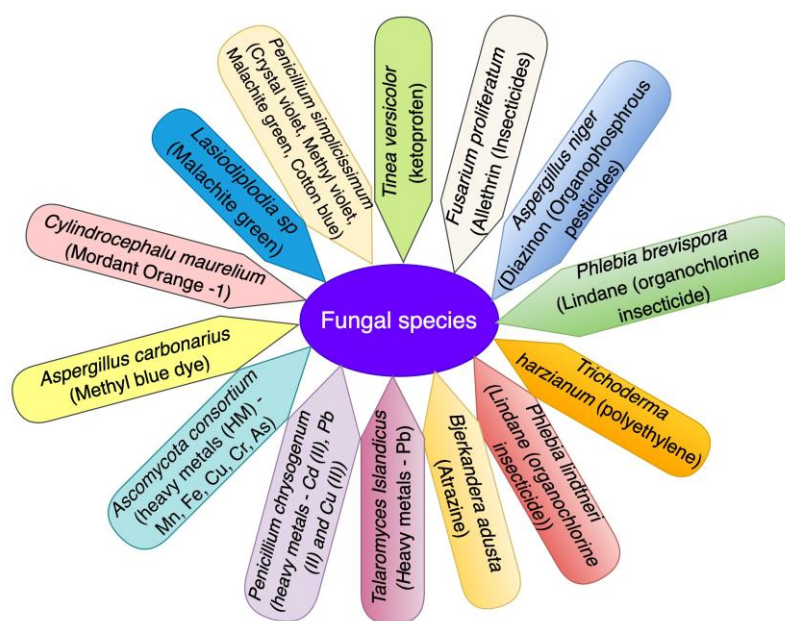 Fungal species
Tinea versicolor
(ketoprofen)
Fusarium proliferatum
(Allethrin (Insecticides)
Aspergillus niger
(Diazinon (Organophosphrous
pesticides)
Phlebia brevispora
(Lindane (organochlorine
insecticide)
Trichoderma
harzianum (polyethylene)
Phlebia lindtneri
(Lindane (organochlorine
insecticide))
Bjerkandera adusta
(Atrazine)
Talaromyces Islandicus
(Heavy metals - Pb)
Penicillium chrysogenum
(heavy metals - Cd (II), Pb
(II) and Cu (II))
Ascomycota consortium
(heavy metals (HM) -
Mn, Fe, Cu, Cr, As)
Aspergillus carbonarius
(Methyl blue dye)
Cylindrocephalu maurelium
(Mordant Orange -1)
Lasiodiplodia sp
(Malachite green)
Penicillium simplicissimum
(Crystal violet, Methyl violet,
Malachite green, Cotton blue)